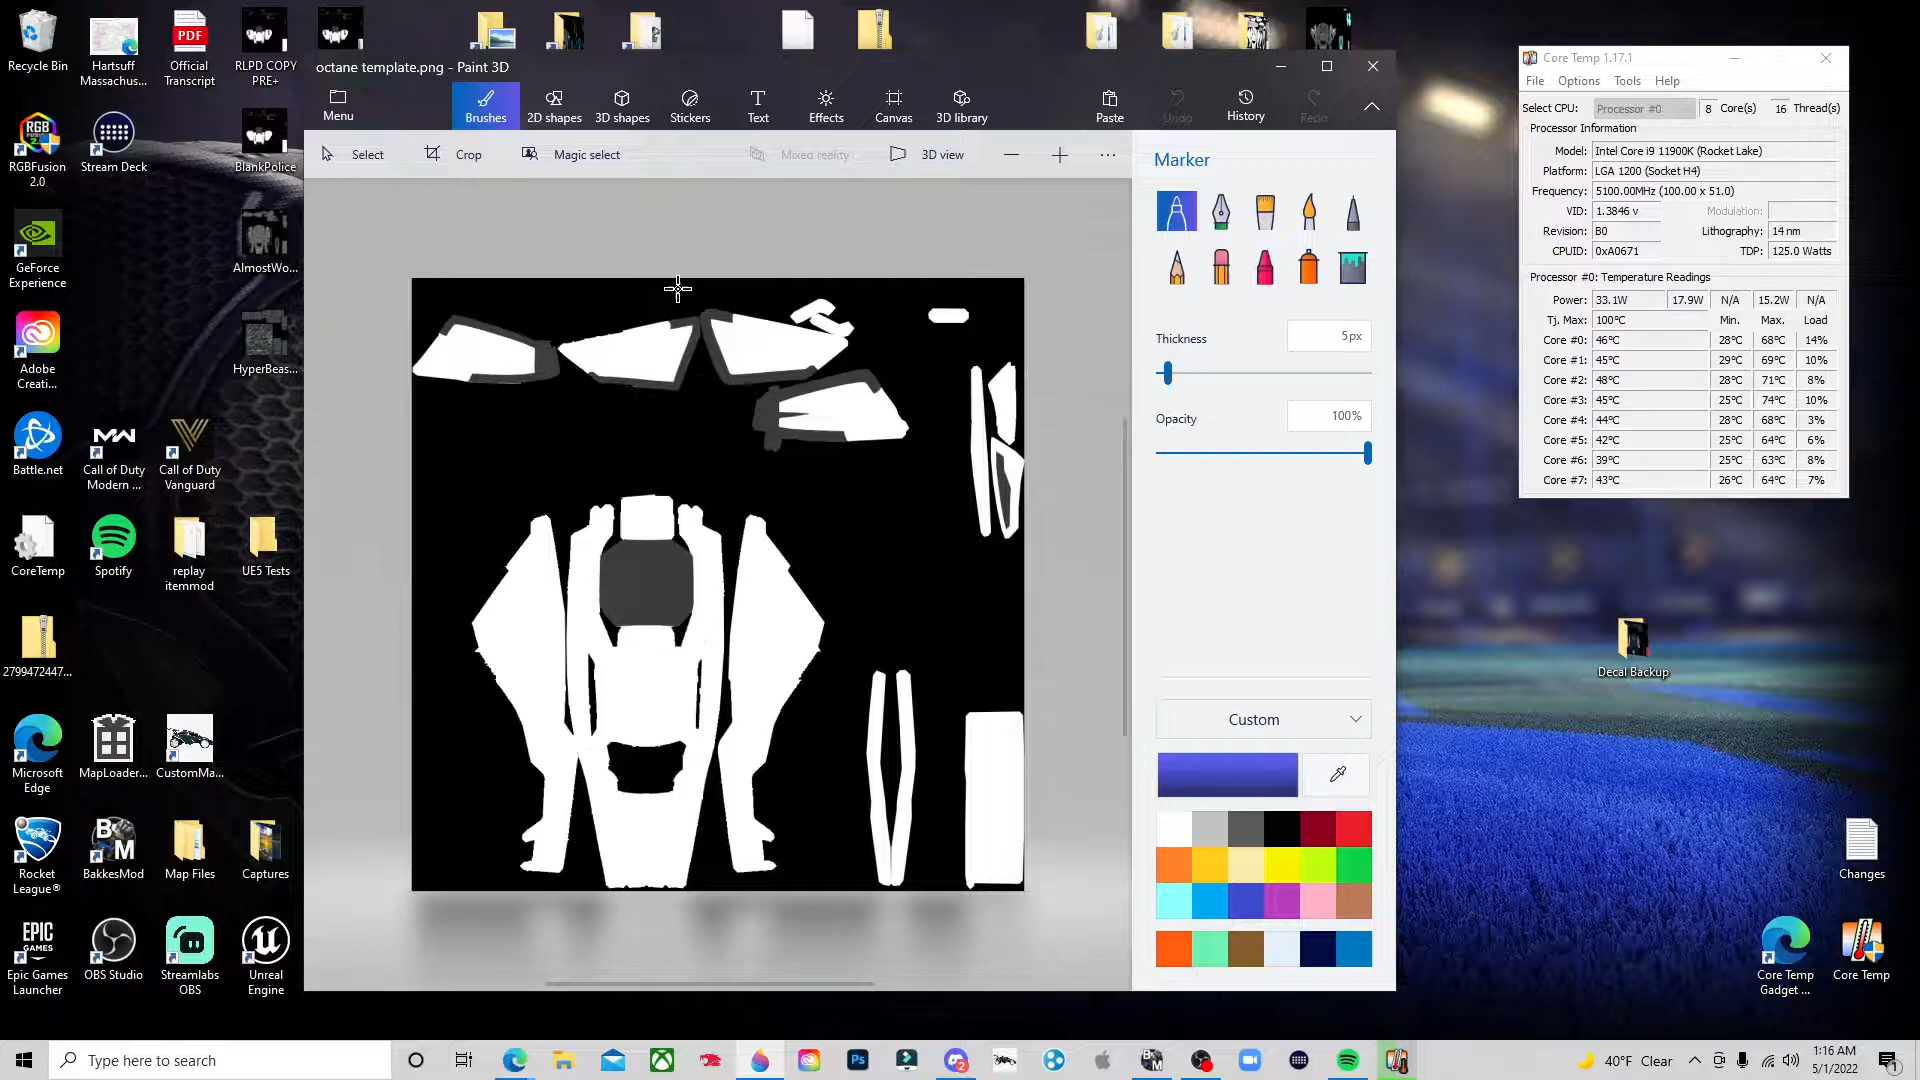 Recycle Bin
Hartsuff
Massachus...
Official
Transcript
RLPD COPY
PRE+
RGBFusion
2.0
Stream Deck
BlankPolice
GeForce
Experience
AlmostWo...
Adobe
Creati...
HyperBeas...
Battle.net
Call of Duty
Modern ...
Call of Duty
Vanguard
CoreTemp
Spotify
replay
itemmod
UE5 Tests
2799472447...
Microsoft
Edge
MapLoader...
CustomMa...
Rocket
League®
BakkesMod
Map Files
Captures
Epic Games
Launcher
OBS Studio
Streamlabs
OBS
Unreal
Engine
octane template.png - Paint 3D
Menu
Brushes
2D shapes
3D shapes
Stickers
Text
Effects
Canvas
3D library
Paste
Undo
History
Redo
Select
Crop
Magic select
Mixed reality
3D view
Marker
Thickness
5px
Opacity
100%
Custom
Core Temp 1.17.1
File Options Tools Help
Select CPU: Processor #0 8 Core(s) 16 Thread(s)
Processor Information
Model: Intel Core i9 11900K (Rocket Lake)
Platform: LGA 1200 (Socket H4)
Frequency: 5100.00MHz (100.00 x 51.0)
VID: 1.3846 v Modulation:
Revision: B0 Lithography: 14 nm
CPUID: 0xA0671 TDP: 125.0 Watts
Processor #0: Temperature Readings
Power: 33.1W 17.9W N/A 15.2W N/A
Tj. Max: 100°C Min. Max. Load
Core #0: 46°C 28°C 68°C 14%
Core #1: 45°C 29°C 69°C 10%
Core #2: 48°C 28°C 71°C 8%
Core #3: 45°C 25°C 74°C 10%
Core #4: 44°C 28°C 68°C 3%
Core #5: 42°C 25°C 64°C 6%
Core #6: 39°C 25°C 63°C 8%
Core #7: 43°C 26°C 64°C 7%
Decal Backup
Changes
Core Temp
Gadget ...
Core Temp
Type here to search
40°F Clear
1:16 AM
5/1/2022